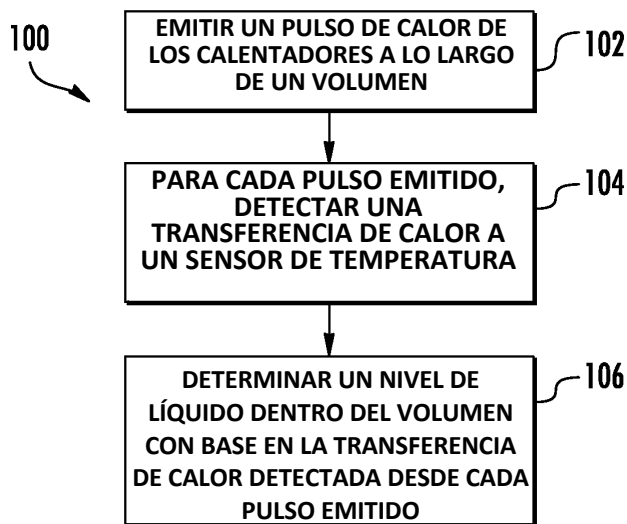 100
EMITIR UN PULSO DE CALOR DE
LOS CALENTADORES A LO LARGO
DE UN VOLUMEN
102
PARA CADA PULSO EMITIDO,
DETECTAR UNA
TRANSFERENCIA DE CALOR A
UN SENSOR DE TEMPERATURA
104
DETERMINAR UN NIVEL DE
LÍQUIDO DENTRO DEL VOLUMEN
CON BASE EN LA TRANSFERENCIA
DE CALOR DETECTADA DESDE CADA
PULSO EMITIDO
106